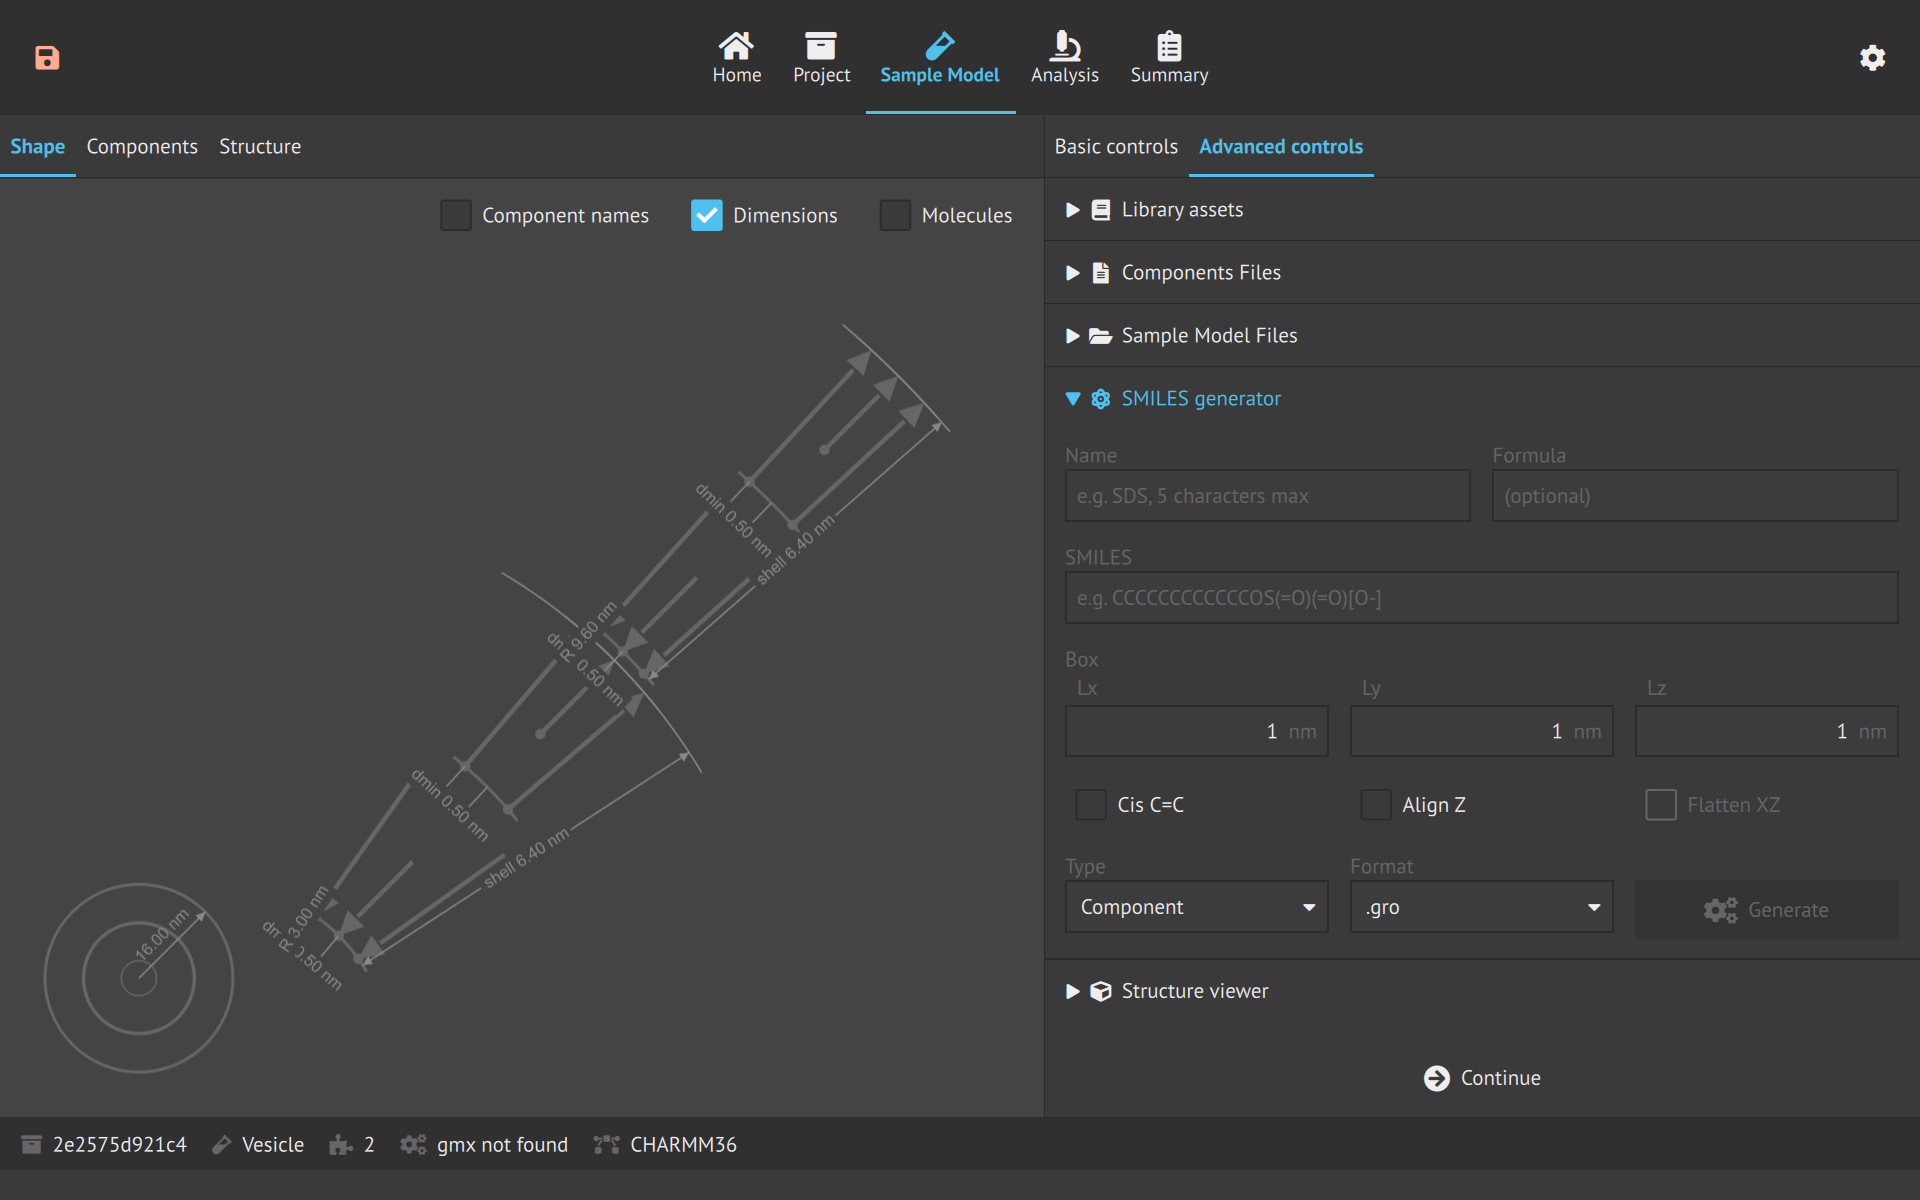 Home
Project
Sample Model
Analysis
Summary
Shape
Components
Structure
Basic controls
Advanced controls
Component names
Dimensions
Molecules
Library assets
Components Files
Sample Model Files
SMILES generator
Name
Formula
e.g. SDS, 5 characters max
(optional)
SMILES
e.g. CCCCCCCCCCCCOS(=O)(=O)[O-]
Box
Lx
Ly
Lz
1 nm
1 nm
1 nm
Cis C=C
Align Z
Flatten XZ
Type
Format
Component
.gro
Generate
Structure viewer
Continue
dmin 0.50 nm
shell 6.40 nm
R 9.60 nm
0.50 nm
dmin 0.50 nm
shell 6.40 nm
R 3.00 nm
0.50 nm
16.00 nm
2e2575d921c4
Vesicle
2
gmx not found
CHARMM36